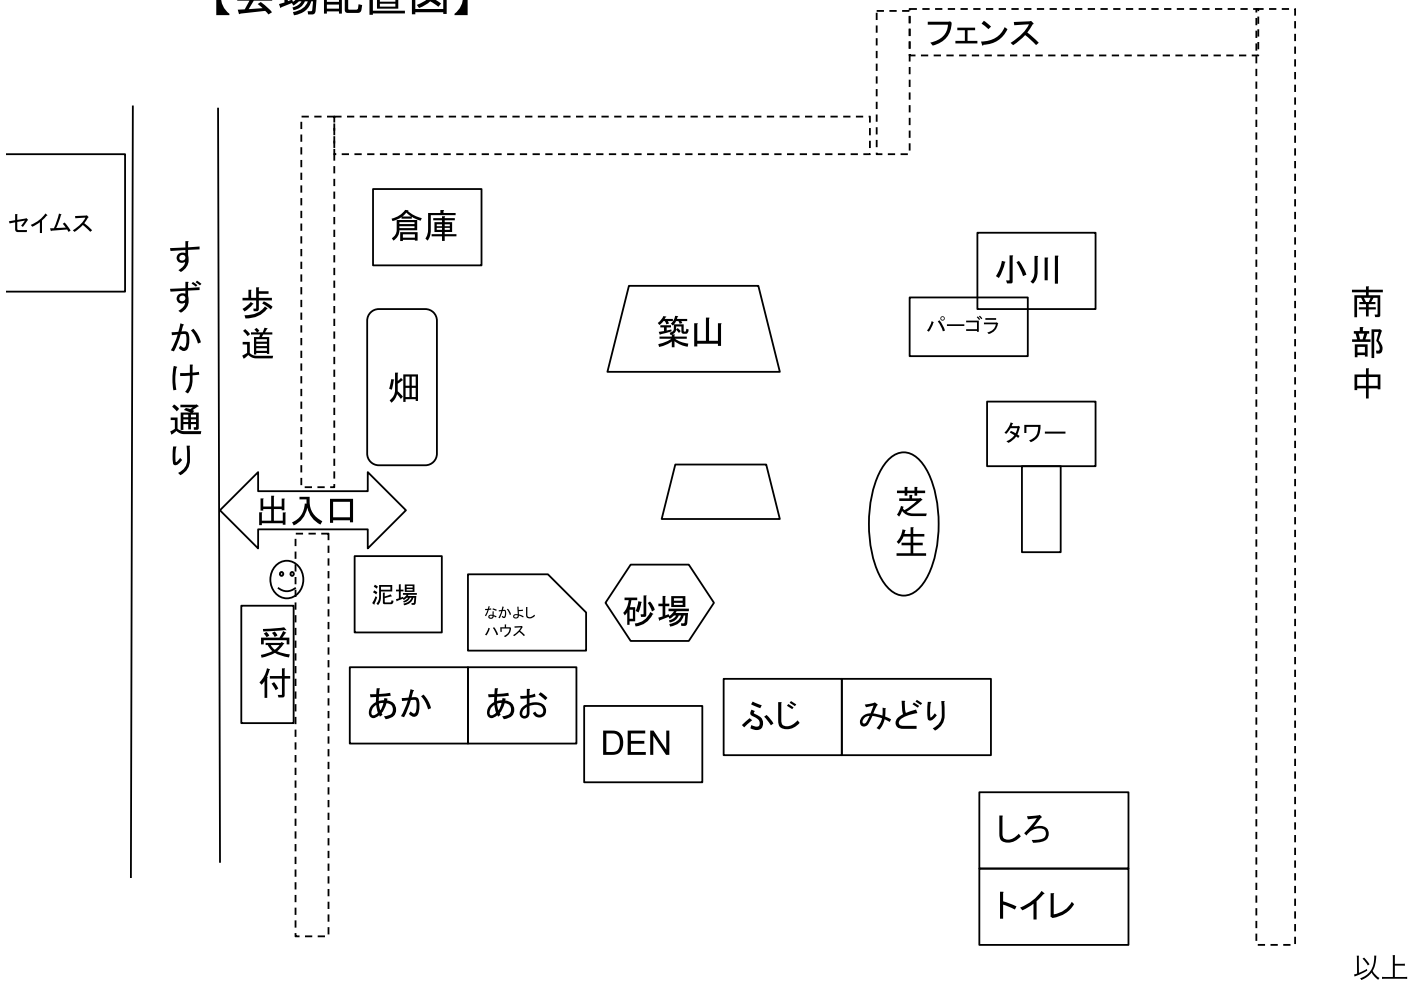 【会場配置図】
フェンス
セイムス
すずかけ通り
歩道
倉庫
小川
パーゴラ
築山
畑
南部中
タワー
芝生
出入口
泥場
なかよし
ハウス
砂場
受付
あか
あお
DEN
ふじ
みどり
しろ
トイレ
以上